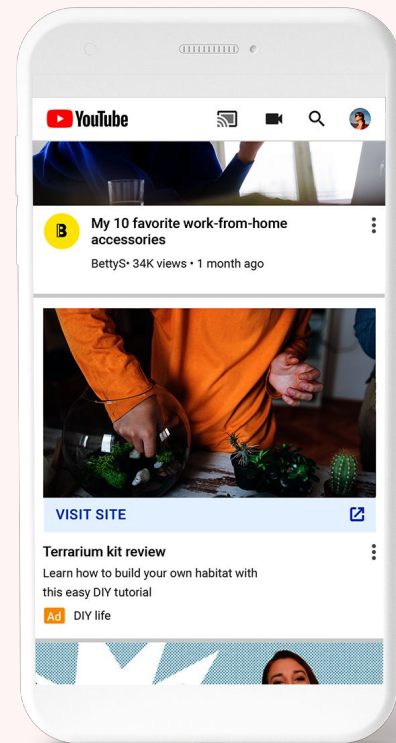 YouTube
B
My 10 favorite work-from-home
accessories
BettyS• 34K views • 1 month ago
VISIT SITE
Terrarium kit review
Learn how to build your own habitat with
this easy DIY tutorial
Ad DIY life